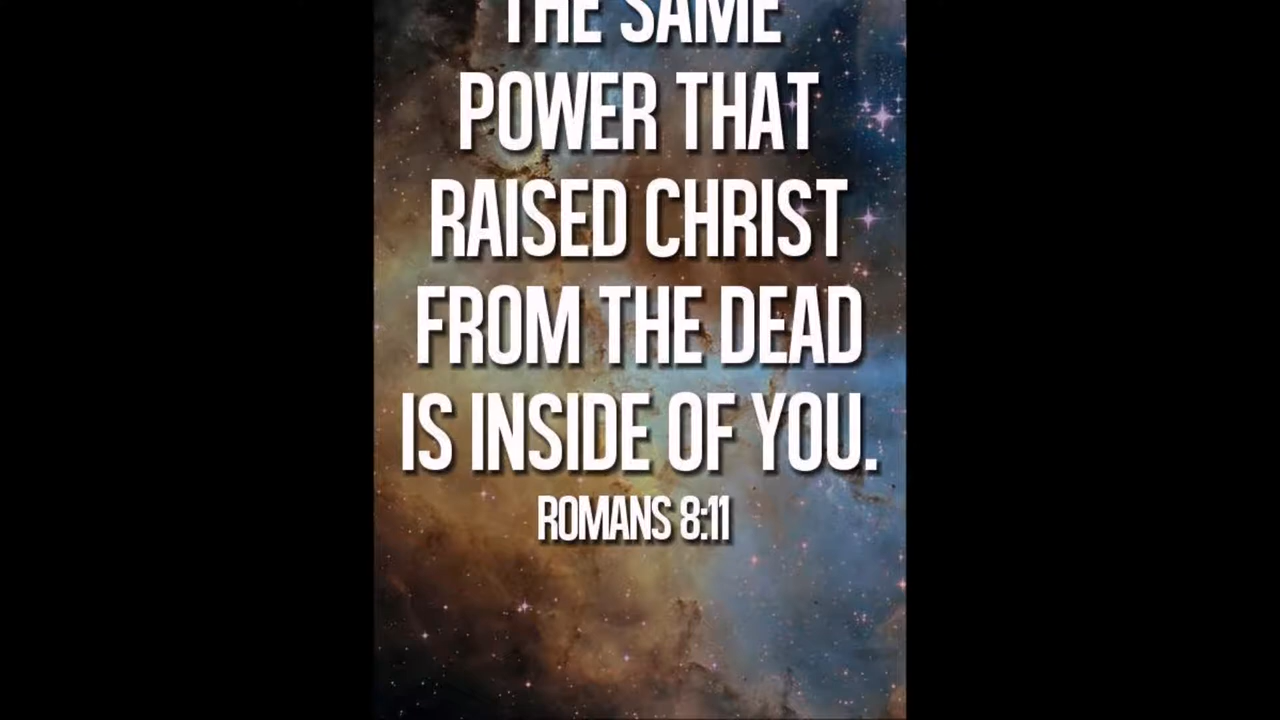 THE SAME
POWER THAT
RAISED CHRIST
FROM THE DEAD
IS INSIDE OF YOU.
ROMANS 8:11